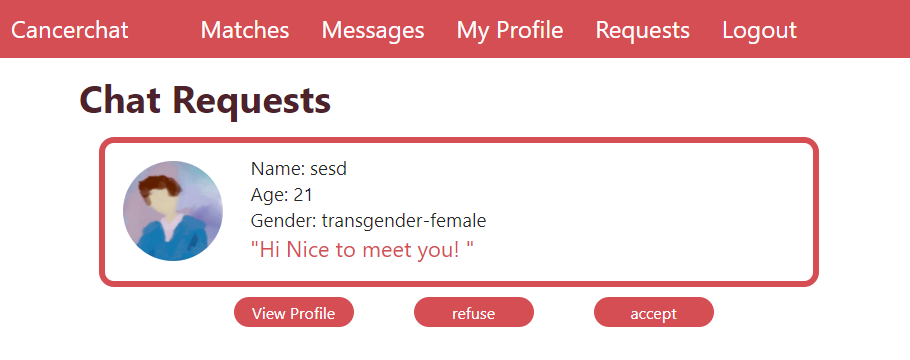 Cancerchat Matches Messages My Profile Requests Logout
Chat Requests
Name: sesd
Age: 21
Gender: transgender-female
"Hi Nice to meet you! "
View Profile refuse accept